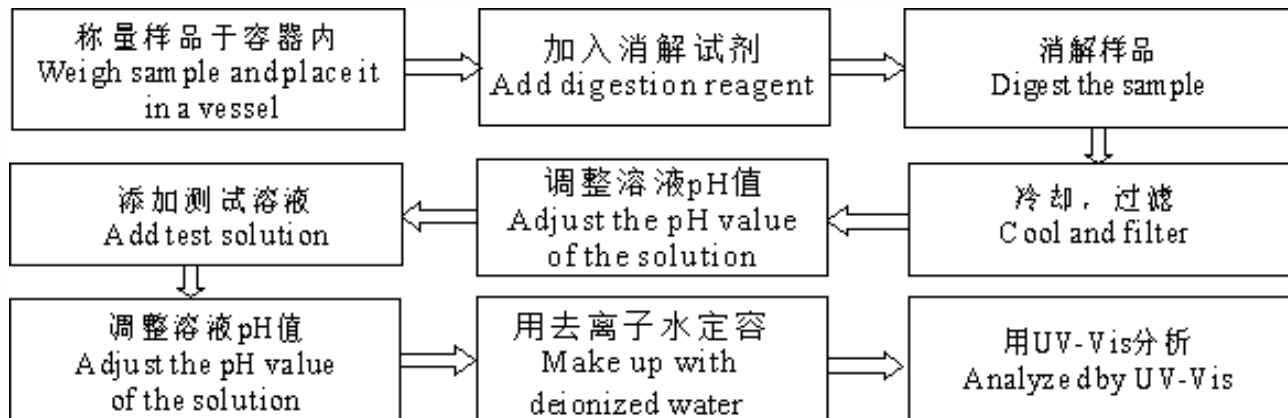 称量样品于容器内
Weigh sample and place it
in a vessel
加入消解试剂
Add digestion reagent
消解样品
Digest the sample
冷却，过滤
Cool and filter
调整溶液pH值
Adjust the pH value
of the solution
添加测试溶液
Add test solution
调整溶液pH值
Adjust the pH value
of the solution
用去离子水定容
Make up with
deionized water
用UV-Vis分析
Analyzed by UV-Vis